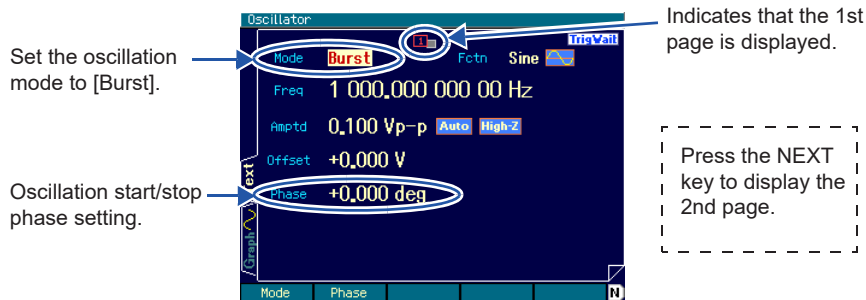 Oscillator
Indicates that the 1st
page is displayed.
1
TrigWait
Set the oscillation
mode to [Burst].
Mode Burst Fctn Sine
Freq 1 000.000 000 00 Hz
Amptd 0.100 Vp-p Auto High-Z
Offset +0.000 V
Text
Press the NEXT
key to display the
2nd page.
Oscillation start/stop
phase setting.
Phase +0.000 deg
Graph
Mode Phase N